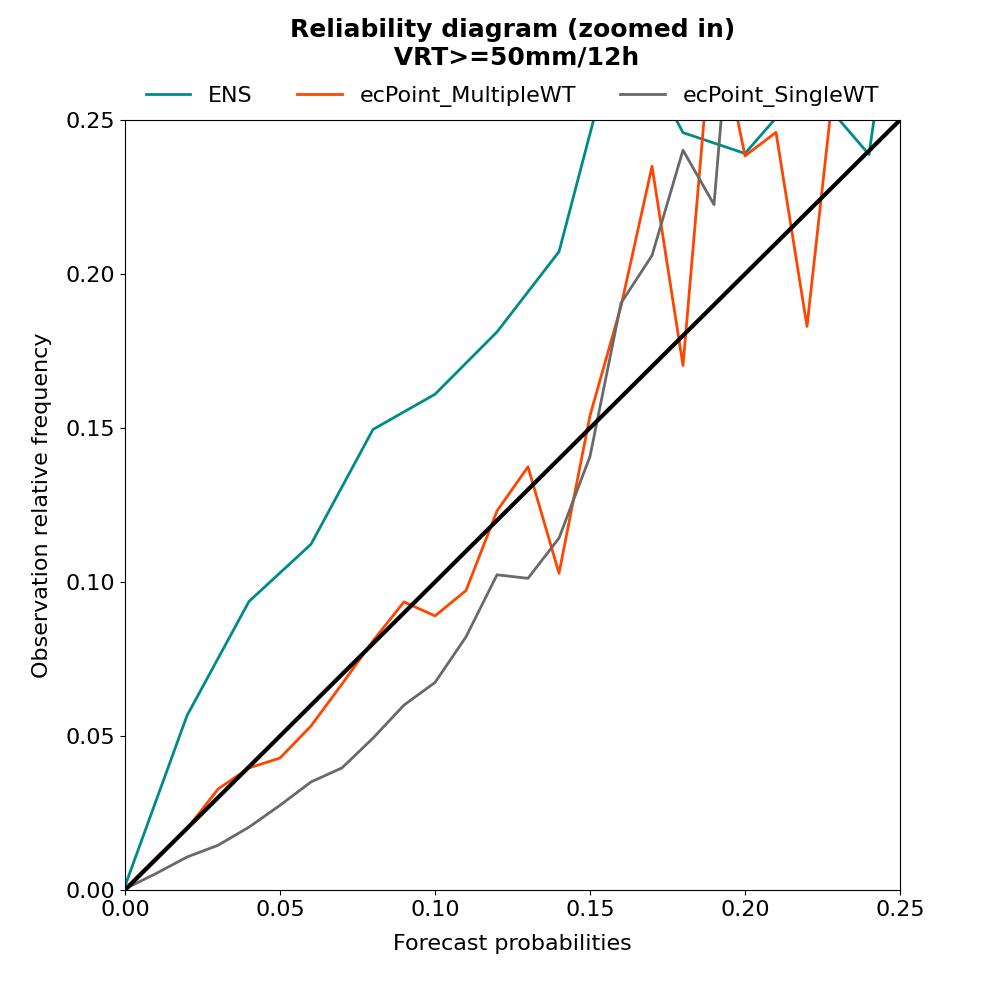 Reliability diagram (zoomed in)
VRT>=50mm/12h
ENS ecPoint_MultipleWT ecPoint_SingleWT
0.25
0.20
0.15
0.10
0.05
0.00
Observation relative frequency
0.00 0.05 0.10 0.15 0.20 0.25
Forecast probabilities